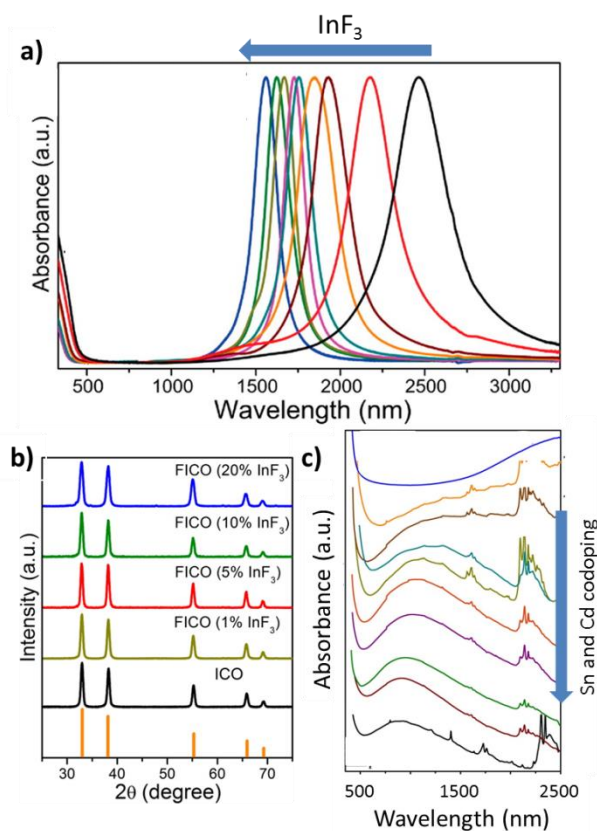 InF₃
a)
Absorbance (a.u.)
500 1000 1500 2000 2500 3000
Wavelength (nm)
b)
FICO (20% InF₃)
FICO (10% InF₃)
FICO (5% InF₃)
FICO (1% InF₃)
ICO
Intensity (a.u.)
30 40 50 60 70
2θ (degree)
c)
Absorbance (a.u.)
Sn and Cd codoping
500 1500 2500
Wavelength (nm)